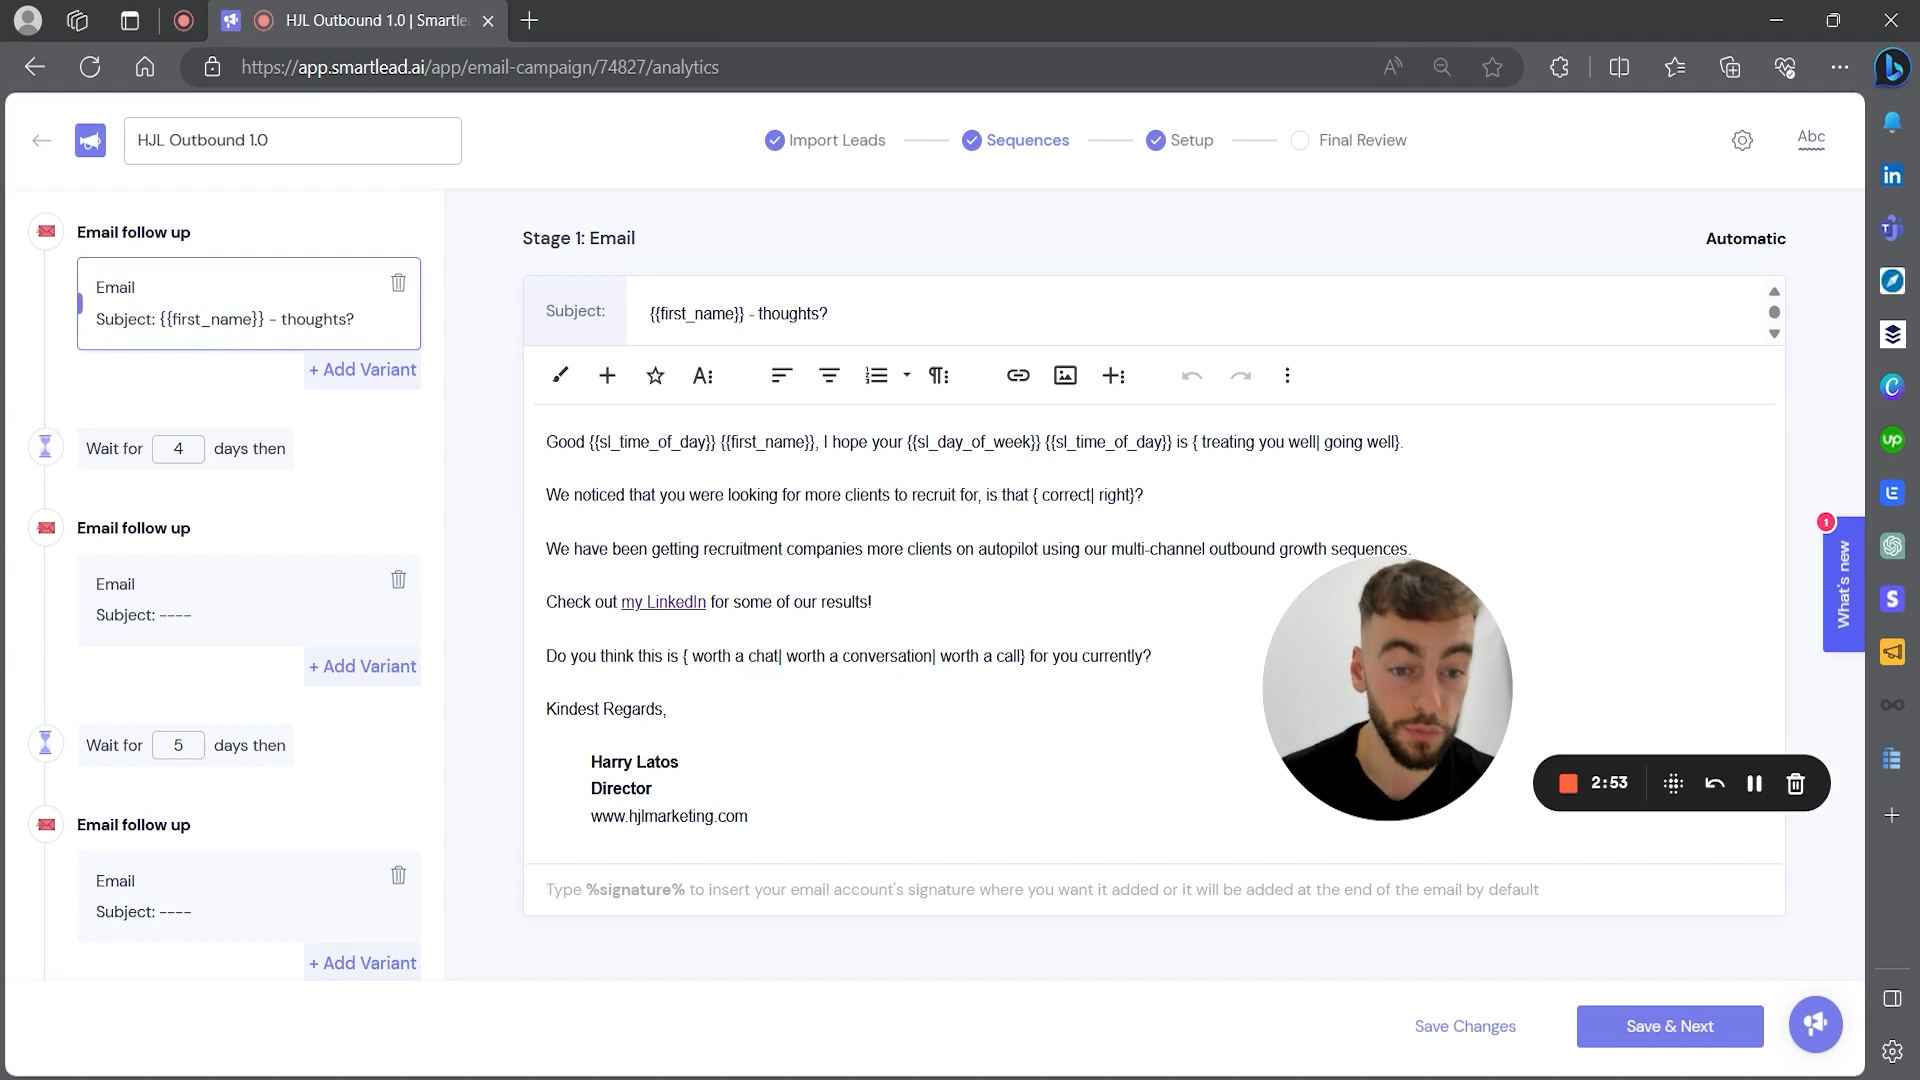 HJL Outbound 1.0 | Smartle
https://app.smartlead.ai/app/email-campaign/74827/analytics
HJL Outbound 1.0
Import Leads
Sequences
Setup
Final Review
Abc
Email follow up
Email
Subject: {{first_name}} - thoughts?
+ Add Variant
Wait for 4 days then
Email follow up
Email
Subject: ----
+ Add Variant
Wait for 5 days then
Email follow up
Email
Subject: ----
+ Add Variant
Stage 1: Email
Automatic
Subject: {{first_name}} - thoughts?
Good {{sl_time_of_day}} {{first_name}}, I hope your {{sl_day_of_week}} {{sl_time_of_day}} is { treating you well| going well}.
We noticed that you were looking for more clients to recruit for, is that { correct| right}?
We have been getting recruitment companies more clients on autopilot using our multi-channel outbound growth sequences.
Check out my LinkedIn for some of our results!
Do you think this is { worth a chat| worth a conversation| worth a call} for you currently?
Kindest Regards,
Harry Latos
Director
www.hjlmarketing.com
Type %signature% to insert your email account's signature where you want it added or it will be added at the end of the email by default
2:53
1
What's new
Save Changes
Save & Next